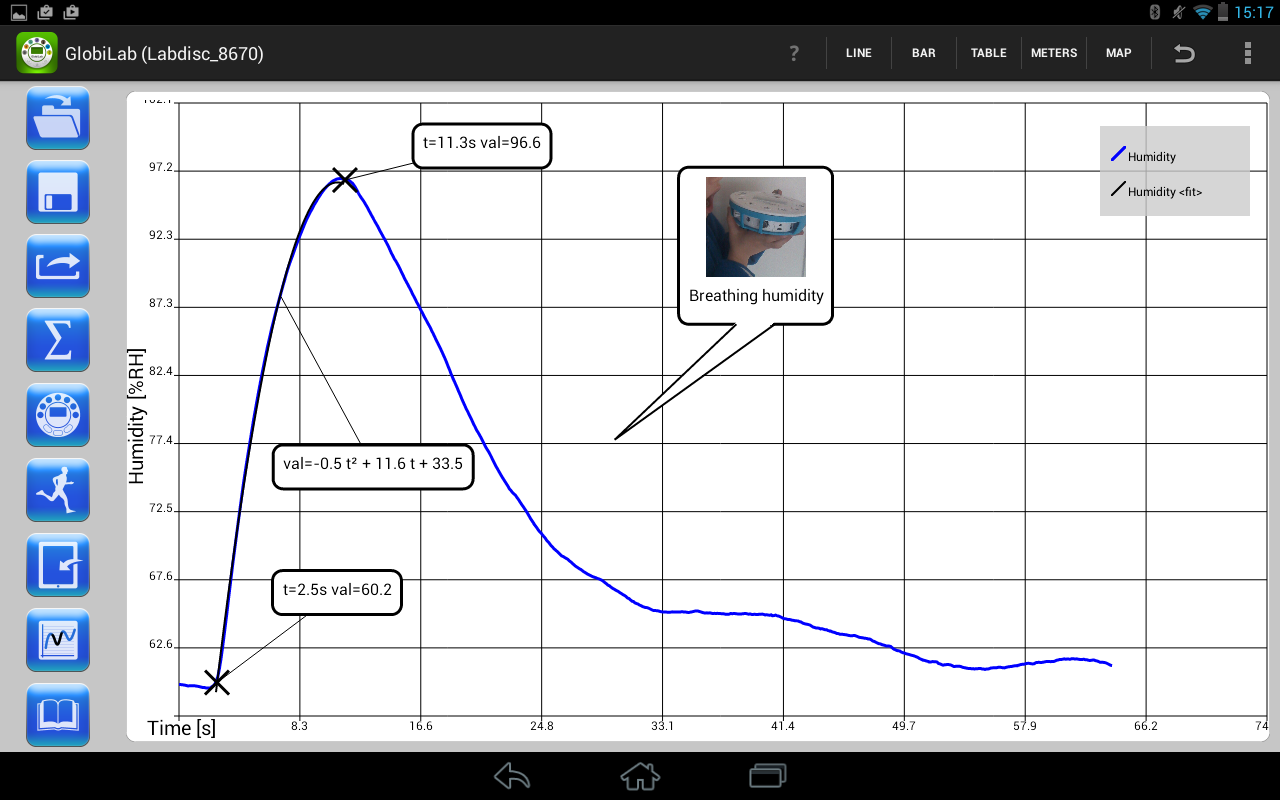 15:17
GlobiLab (Labdisc_8670)
?
LINE
BAR
TABLE
METERS
MAP
102.1
97.2
92.3
87.3
82.4
77.4
72.5
67.6
62.6
Humidity [%RH]
t=11.3s val=96.6
Breathing humidity
Humidity
Humidity <fit>
val=-0.5 t² + 11.6 t + 33.5
t=2.5s val=60.2
Σ
Time [s]
8.3
16.6
24.8
33.1
41.4
49.7
57.9
66.2
74